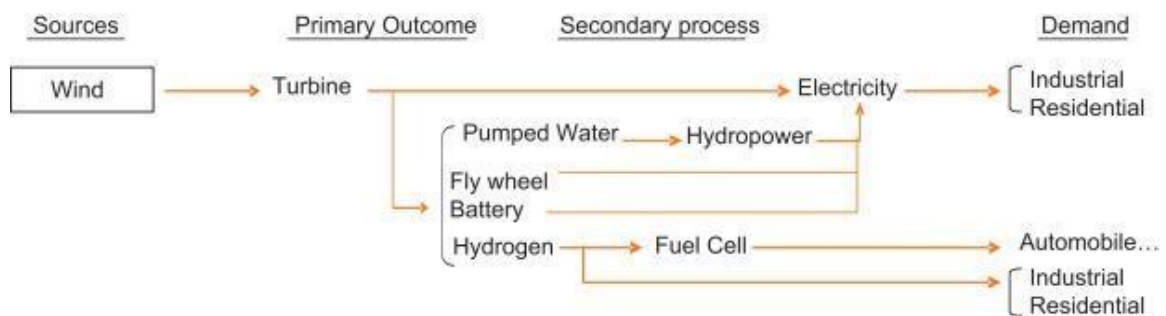 Sources Primary Outcome Secondary process Demand
Wind Turbine Electricity Industrial
Residential
Pumped Water Hydropower
Fly wheel
Battery
Hydrogen Fuel Cell Automobile…
Industrial
Residential